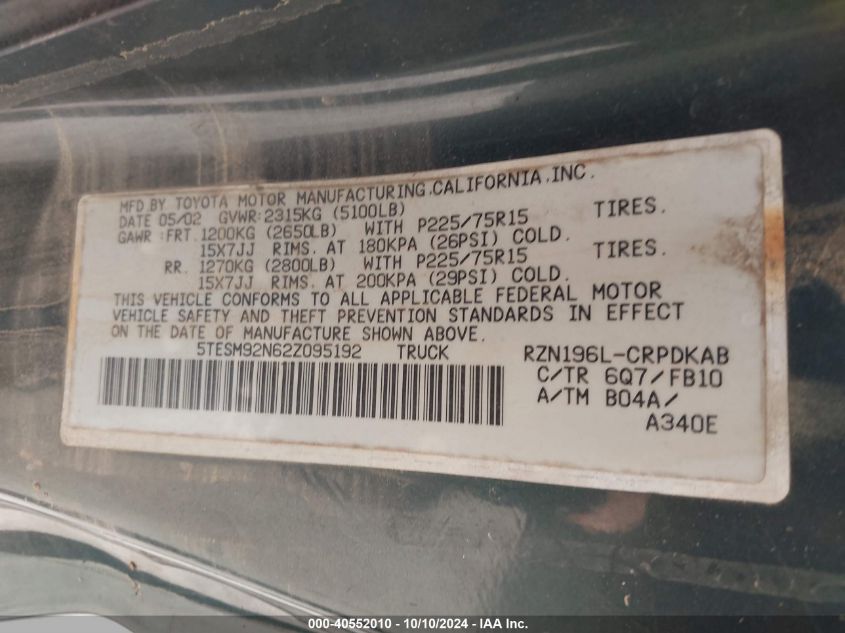 MFD BY TOYOTA MOTOR MANUFACTURING.CALIFORNIA.INC.
DATE 05/02 GVWR:2315KG (5100LB)
GAWR :FRT.1200KG (2650LB) WITH P225/75R15 TIRES.
15X7JJ RIMS. AT 180KPA (26PSI) COLD.
RR. 1270KG (2800LB) WITH P225/75R15 TIRES.
15X7JJ RIMS. AT 200KPA (29PSI) COLD.
THIS VEHICLE CONFORMS TO ALL APPLICABLE FEDERAL MOTOR
VEHICLE SAFETY AND THEFT PREVENTION STANDARDS IN EFFECT
ON THE DATE OF MANUFACTURE SHOWN ABOVE.
5TESM92N62Z095192 TRUCK RZN196L-CRPDKAB
C/TR 6Q7/FB10
A/TM B04A/
A340E
000-40552010 - 10/10/2024 - IAA Inc.